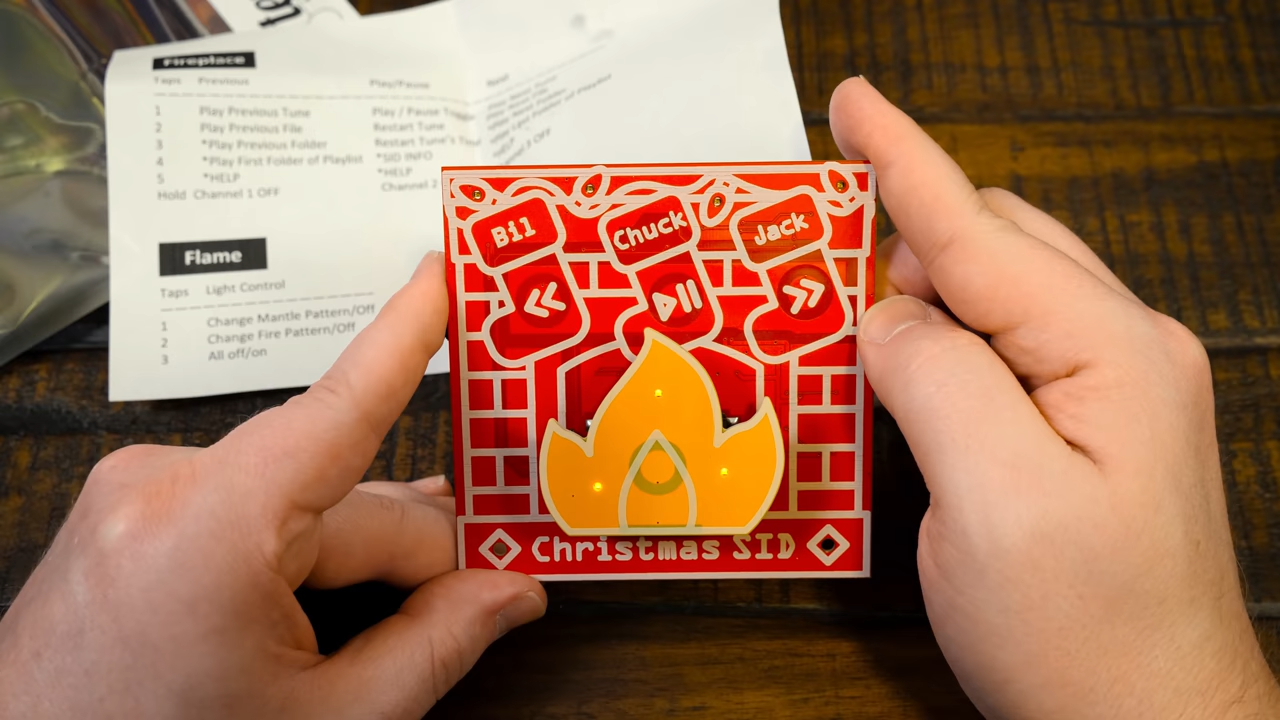 Fireplace
Taps Previous Play/Pause Next
1 Play Previous Tune Play / Pause
2 Play Previous File Restart Tune
3 *Play Previous Folder Restart Tune's
4 *Play First Folder of Playlist *SID INFO
5 *HELP *HELP
Hold Channel 1 OFF Channel 2
Flame
Taps Light Control
1 Change Mantle Pattern/Off
2 Change Fire Pattern/Off
3 All off/on
Bil Chuck Jack
Christmas SID